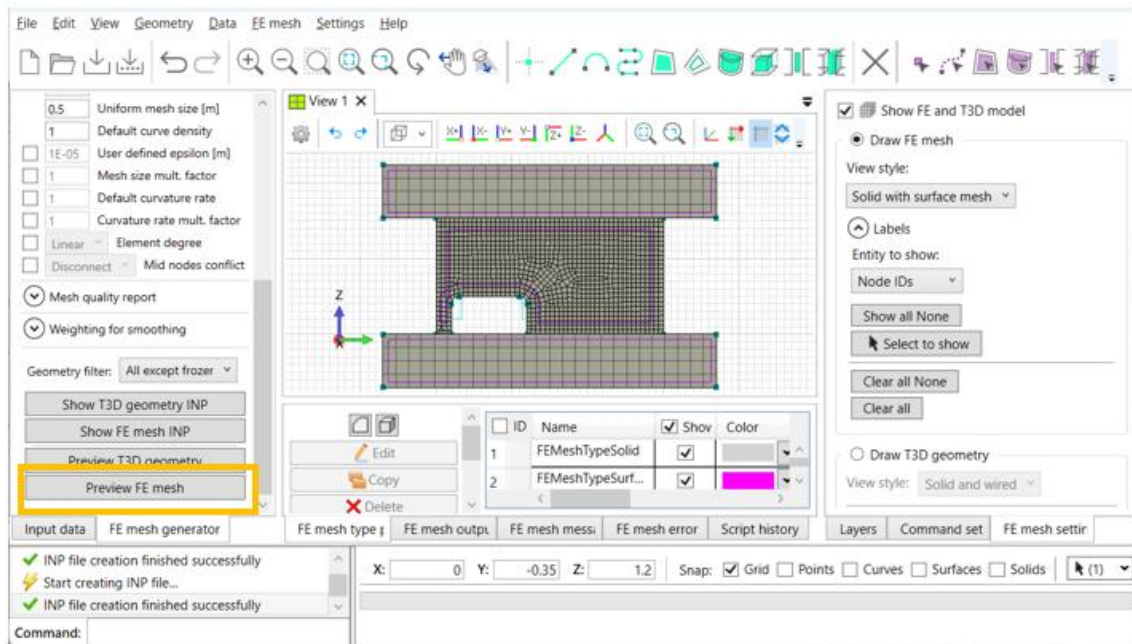 File Edit View Geometry Data FE mesh Settings Help
0.5 Uniform mesh size [m]
1 Default curve density
1E-05 User defined epsilon [m]
1 Mesh size mult. factor
1 Default curvature rate
1 Curvature rate mult. factor
Linear Element degree
Disconnect Mid nodes conflict
Mesh quality report
Weighting for smoothing
Geometry filter: All except frozer
Show T3D geometry INP
Show FE mesh INP
Preview T3D geometry
Preview FE mesh
Input data FE mesh generator
View 1
X+ X- Y+ Y- Z+ Z-
Z
X
Edit
Copy
Delete
ID Name Shov Color
1 FEMeshTypeSolid
2 FEMeshTypeSurf...
FE mesh type p FE mesh outpu FE mesh messa FE mesh error Script history
Show FE and T3D model
Draw FE mesh
View style:
Solid with surface mesh
Labels
Entity to show:
Node IDs
Show all None
Select to show
Clear all None
Clear all
Draw T3D geometry
View style: Solid and wired
Layers Command set FE mesh settin
INP file creation finished successfully
Start creating INP file...
INP file creation finished successfully
Command:
X: 0 Y: -0.35 Z: 1.2 Snap: Grid Points Curves Surfaces Solids (1)